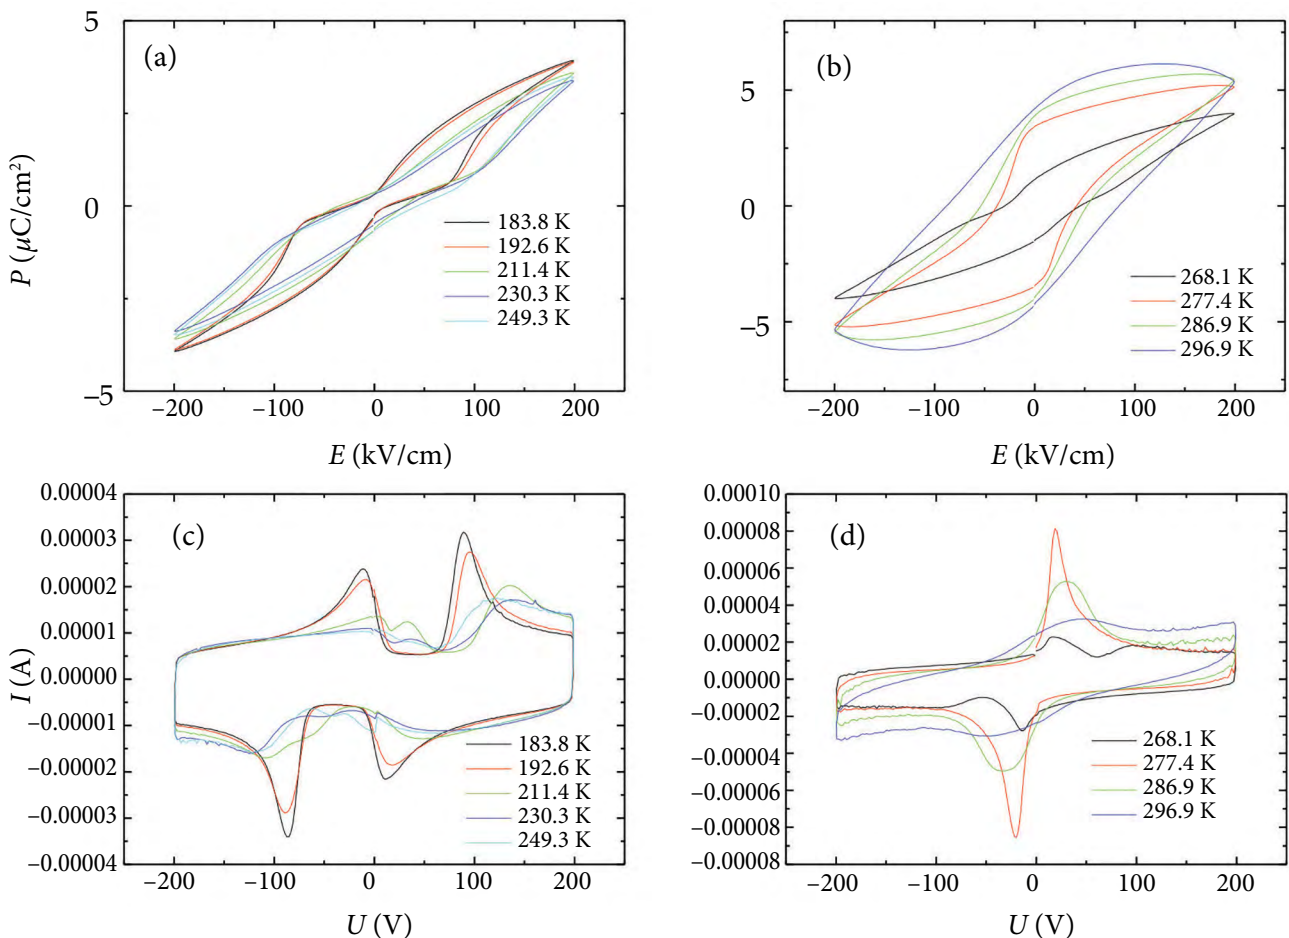 (a)
5
0
−5
P (μC/cm²)
183.8 K
192.6 K
211.4 K
230.3 K
249.3 K
−200 −100 0 100 200
E (kV/cm)
(b)
5
0
−5
268.1 K
277.4 K
286.9 K
296.9 K
−200 −100 0 100 200
E (kV/cm)
(c)
0.00004
0.00003
0.00002
0.00001
0.00000
−0.00001
−0.00002
−0.00003
−0.00004
I (A)
183.8 K
192.6 K
211.4 K
230.3 K
249.3 K
−200 −100 0 100 200
U (V)
(d)
0.00010
0.00008
0.00006
0.00004
0.00002
0.00000
−0.00002
−0.00004
−0.00006
−0.00008
−0.00008
268.1 K
277.4 K
286.9 K
296.9 K
−200 −100 0 100 200
U (V)